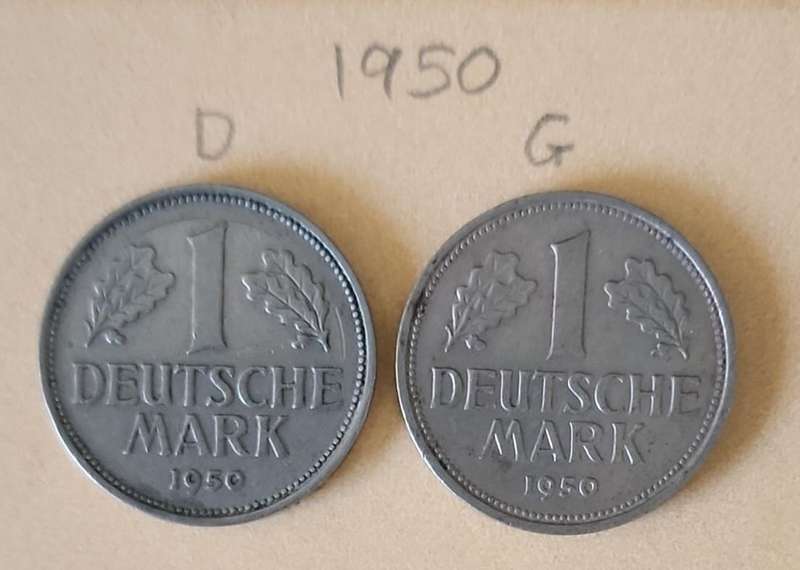 1950
D G
1 1
DEUTSCHE DEUTSCHE
MARK MARK
1950 1950